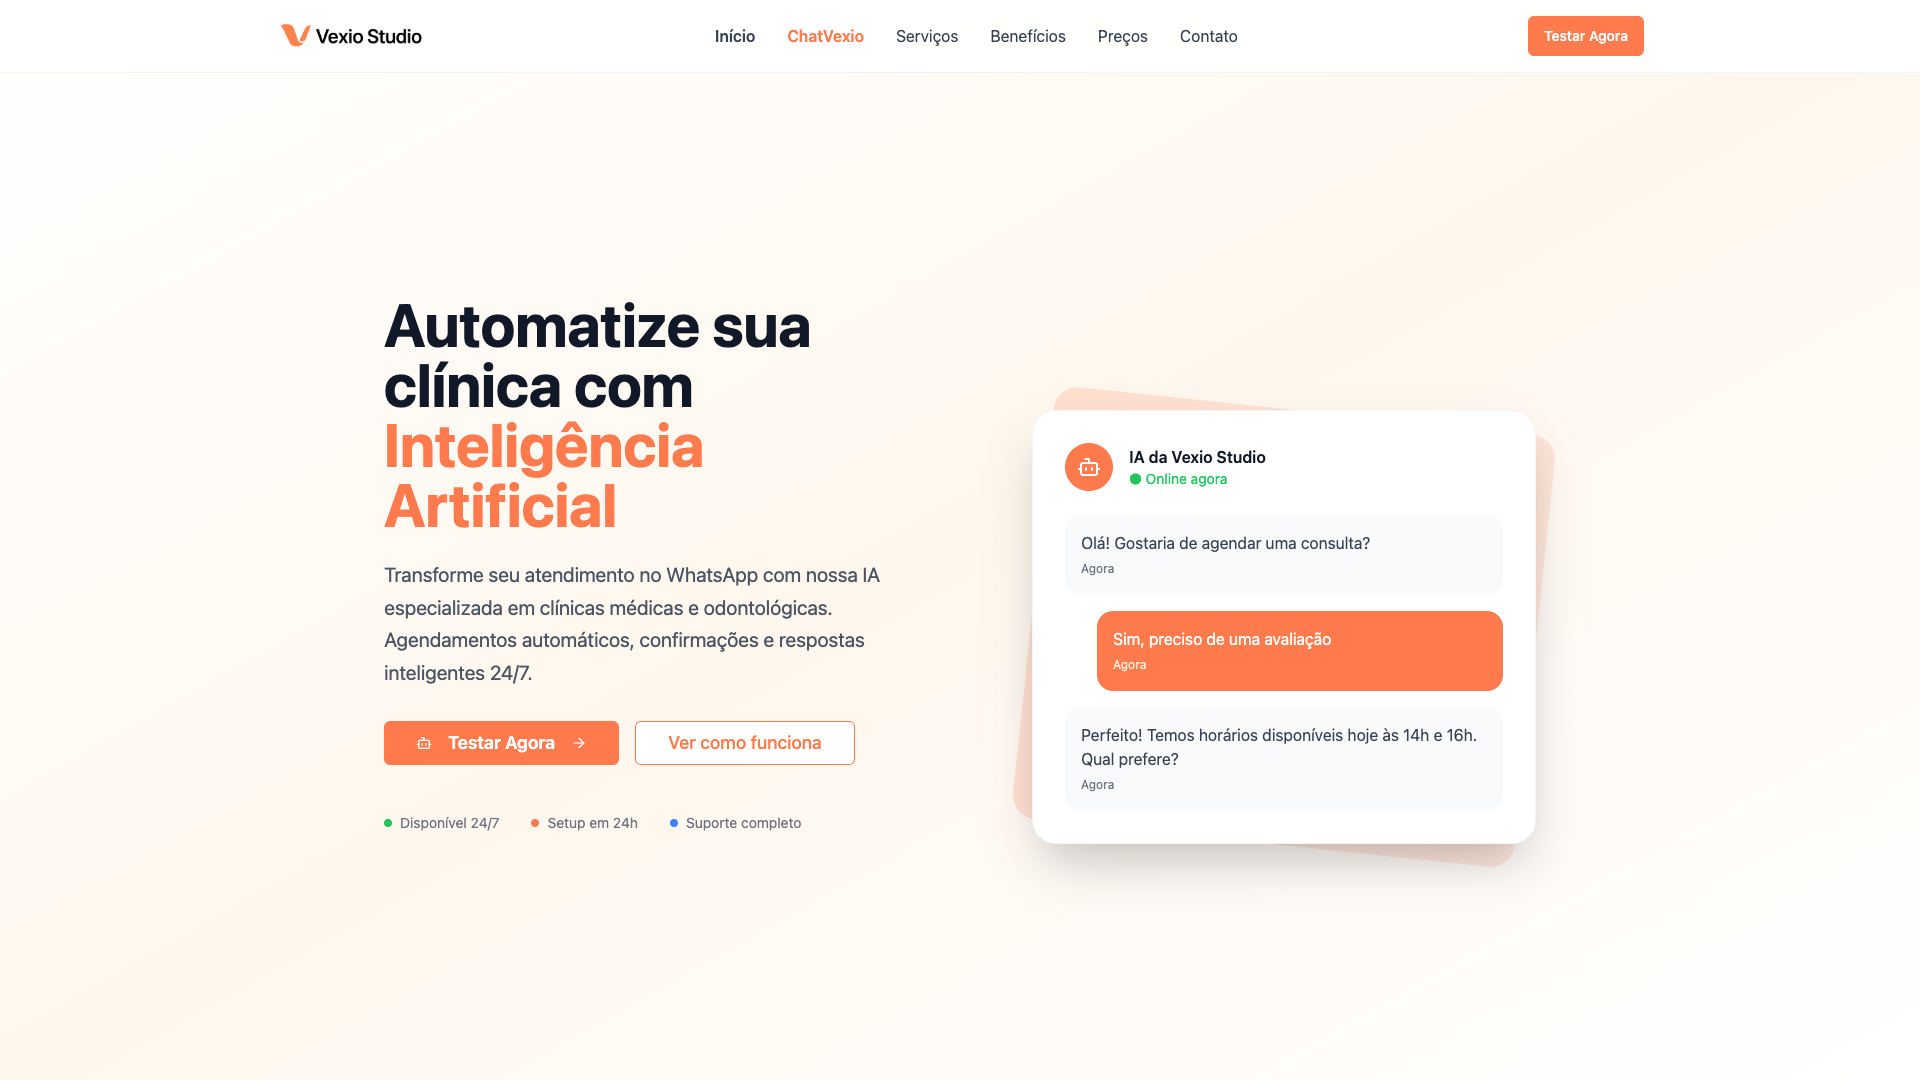 Vexio Studio
Início
ChatVexio
Serviços
Benefícios
Preços
Contato
Testar Agora
Automatize sua
clínica com
Inteligência
Artificial
Transforme seu atendimento no WhatsApp com nossa IA
especializada em clínicas médicas e odontológicas.
Agendamentos automáticos, confirmações e respostas
inteligentes 24/7.
Testar Agora
Ver como funciona
Disponível 24/7
Setup em 24h
Suporte completo
IA da Vexio Studio
Online agora
Olá! Gostaria de agendar uma consulta?
Agora
Sim, preciso de uma avaliação
Agora
Perfeito! Temos horários disponíveis hoje às 14h e 16h.
Qual prefere?
Agora